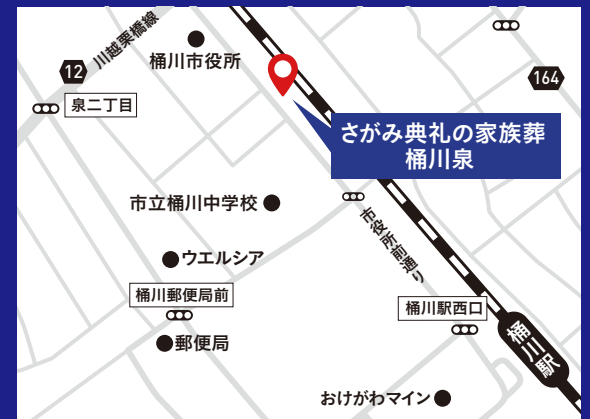 川越栗橋線
桶川市役所
12
泉二丁目
164
さがみ典礼の家族葬
桶川泉
市立桶川中学校
市役所前通り
ウエルシア
桶川郵便局前
桶川駅西口
郵便局
桶川駅
おけがわマイン